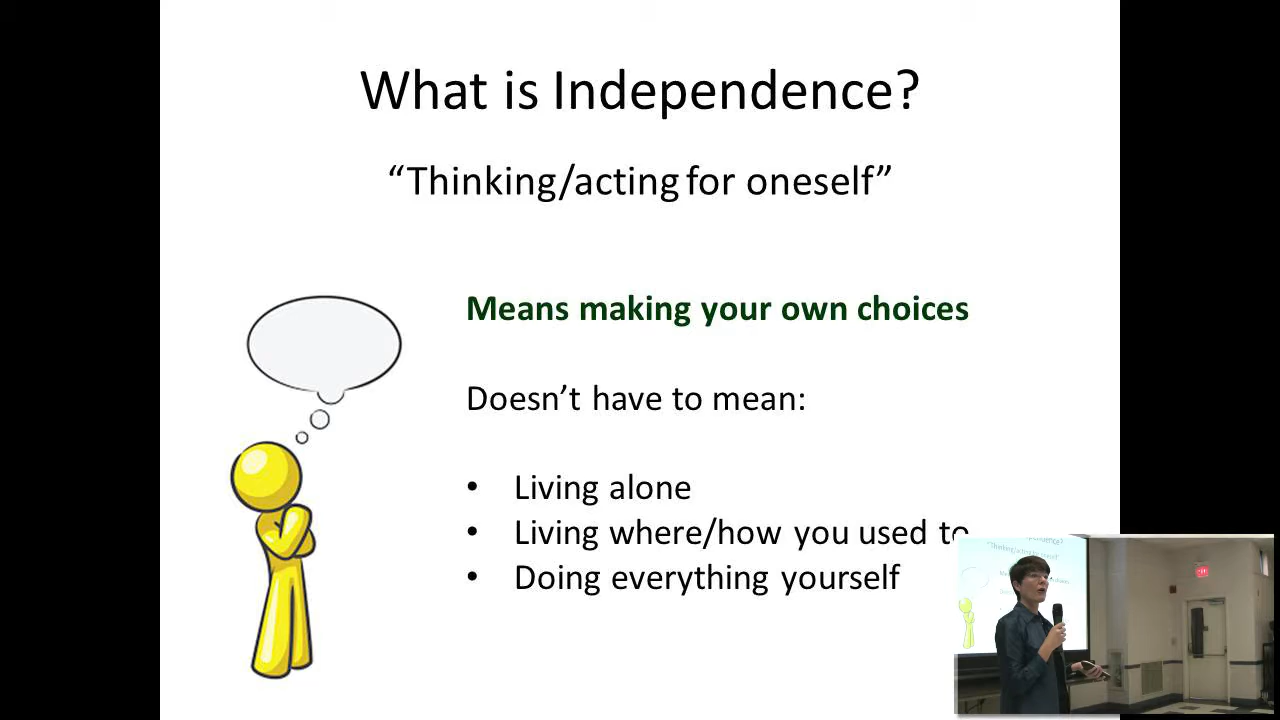 What is Independence?
“Thinking/acting for oneself”
Means making your own choices
Doesn’t have to mean:
• Living alone
• Living where/how you used to
• Doing everything yourself